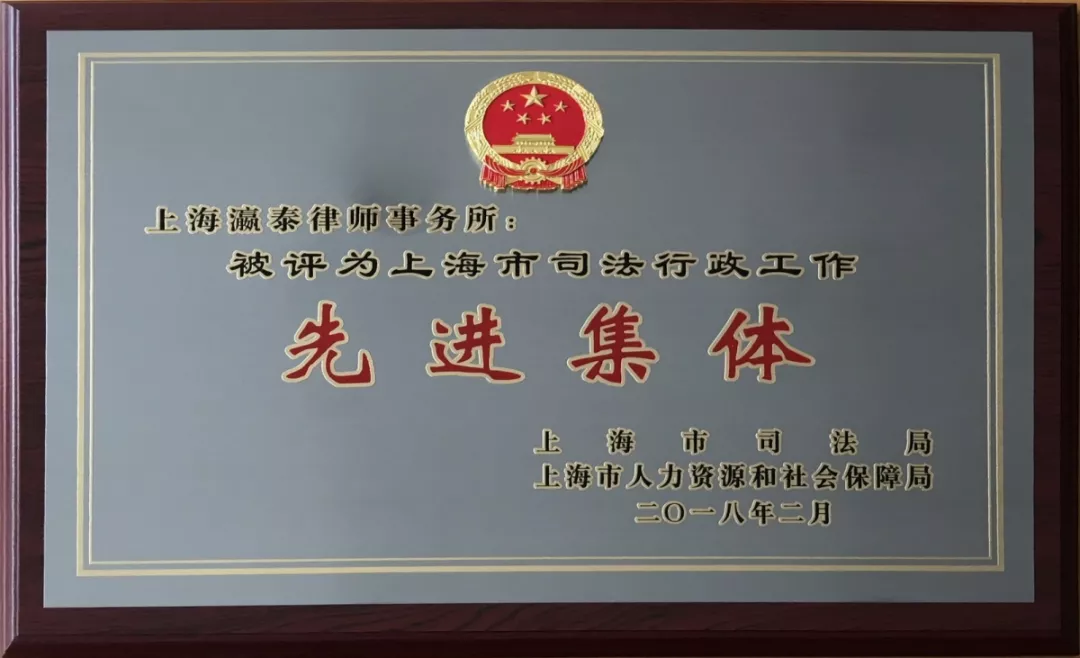 上海瀛泰律师事务所：
被评为上海市司法行政工作
先进集体
上海市司法局
上海市人力资源和社会保障局
二〇一八年二月